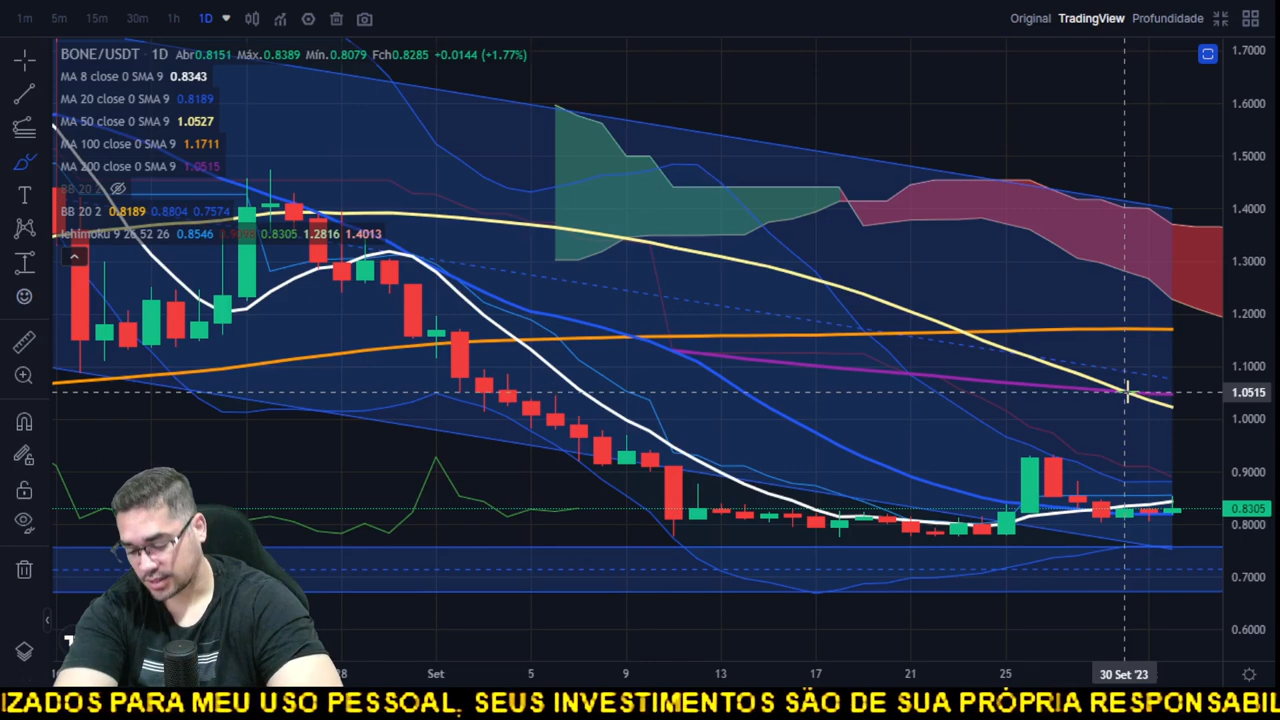 1m 5m 15m 30m 1h 1D Original TradingView Profundidade
BONE/USDT · 1D Abr0.8151 Máx.0.8389 Mín.0.8079 Fch0.8285 +0.0144 (+1.77%)
MA 8 close 0 SMA 9 0.8343
MA 20 close 0 SMA 9 0.8189
MA 50 close 0 SMA 9 1.0527
MA 100 close 0 SMA 9 1.1711
MA 200 close 0 SMA 9 1.0515
BB 20 2
BB 20 2 0.8189 0.8804 0.7574
Ichimoku 9 26 52 26 0.8546 0.8305 1.2816 1.4013
1.7000
1.6000
1.5000
1.4000
1.3000
1.2000
1.1000
1.0515
1.0000
0.9000
0.8305
0.8000
0.7000
0.6000
28 Set 5 9 13 17 21 25 30 Set '23
IZADOS PARA MEU USO PESSOAL, SEUS INVESTIMENTOS SÃO DE SUA PRÓPRIA RESPONSABIL